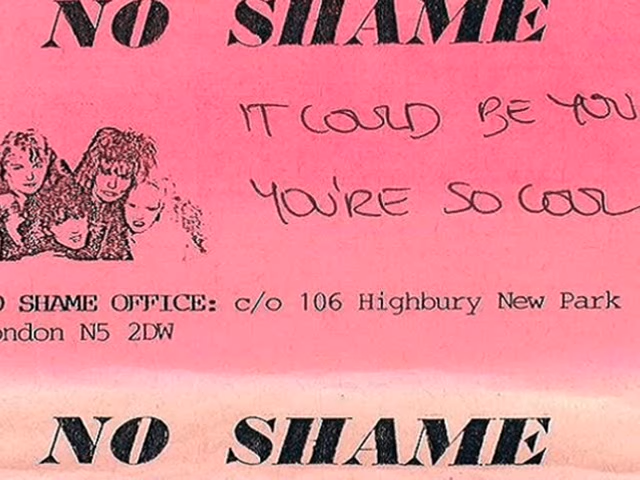 NO SHAME
IT COULD BE YOU
YOU'RE SO COOL
O SHAME OFFICE: c/o 106 Highbury New Park
ondon N5 2DW
NO SHAME